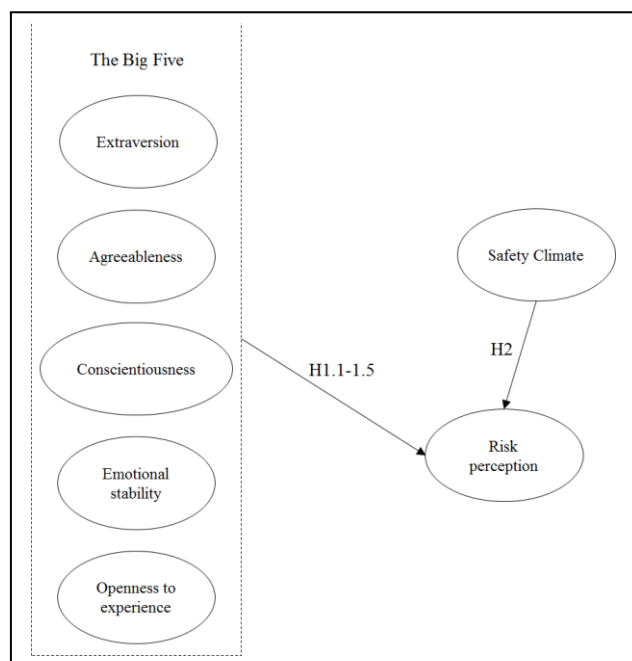 The Big Five
Extraversion
Agreeableness
Conscientiousness
Emotional
stability
Openness to
experience
H1.1-1.5
Safety Climate
H2
Risk
perception